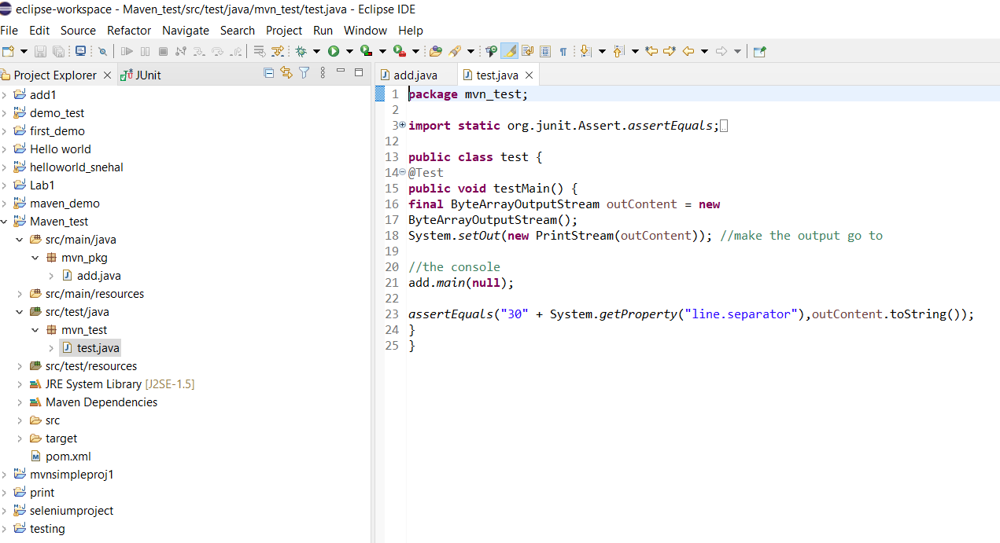 eclipse-workspace - Maven_test/src/test/java/mvn_test/test.java - Eclipse IDE
File Edit Source Refactor Navigate Search Project Run Window Help
Project Explorer JUnit
add1
demo_test
first_demo
Hello world
helloworld_snehal
Lab1
maven_demo
Maven_test
src/main/java
mvn_pkg
add.java
src/main/resources
src/test/java
mvn_test
test.java
src/test/resources
JRE System Library [J2SE-1.5]
Maven Dependencies
src
target
pom.xml
mvnsimpleproj1
print
seleniumproject
testing
add.java test.java
1 package mvn_test;
2
3 import static org.junit.Assert.assertEquals;
12
13 public class test {
14 @Test
15 public void testMain() {
16 final ByteArrayOutputStream outContent = new
17 ByteArrayOutputStream();
18 System.setOut(new PrintStream(outContent)); //make the output go to
19
20 //the console
21 add.main(null);
22
23 assertEquals("30" + System.getProperty("line.separator"),outContent.toString());
24 }
25 }